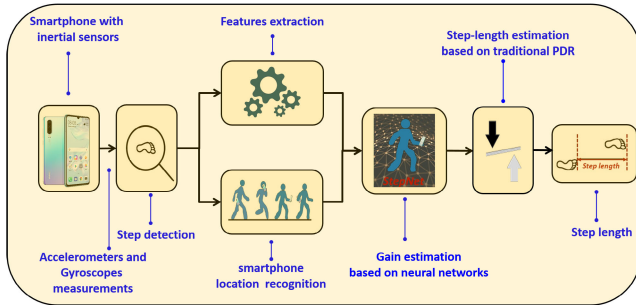 Smartphone with
inertial sensors
Features extraction
Step-length estimation
based on traditional PDR
Step length
Step detection
Accelerometers and
Gyroscopes
measurements
smartphone
location recognition
Gain estimation
based on neural networks
Step length